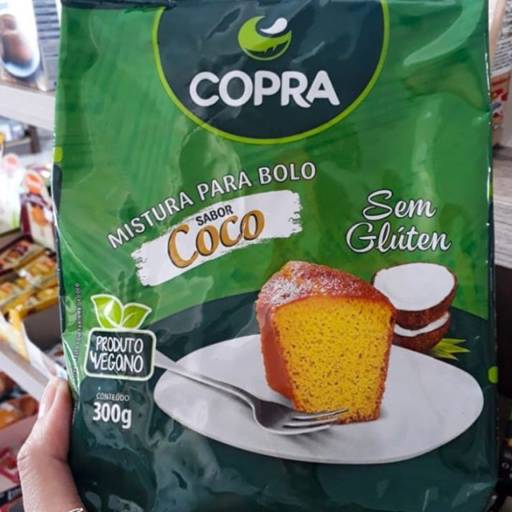 COPRA
MISTURA PARA BOLO
SABOR
Coco
Sem
Glúten
PRODUTO
VEGANO
CONTEÚDO
300g